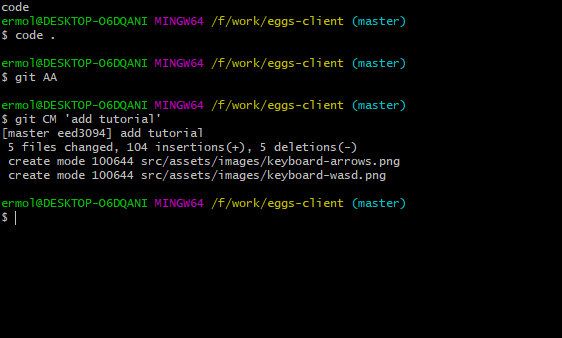 code
ermol@DESKTOP-O6DQANI MINGW64 /f/work/eggs-client (master)
$ code .
ermol@DESKTOP-O6DQANI MINGW64 /f/work/eggs-client (master)
$ git AA
ermol@DESKTOP-O6DQANI MINGW64 /f/work/eggs-client (master)
$ git CM 'add tutorial'
[master eed3094] add tutorial
 5 files changed, 104 insertions(+), 5 deletions(-)
 create mode 100644 src/assets/images/keyboard-arrows.png
 create mode 100644 src/assets/images/keyboard-wasd.png
ermol@DESKTOP-O6DQANI MINGW64 /f/work/eggs-client (master)
$